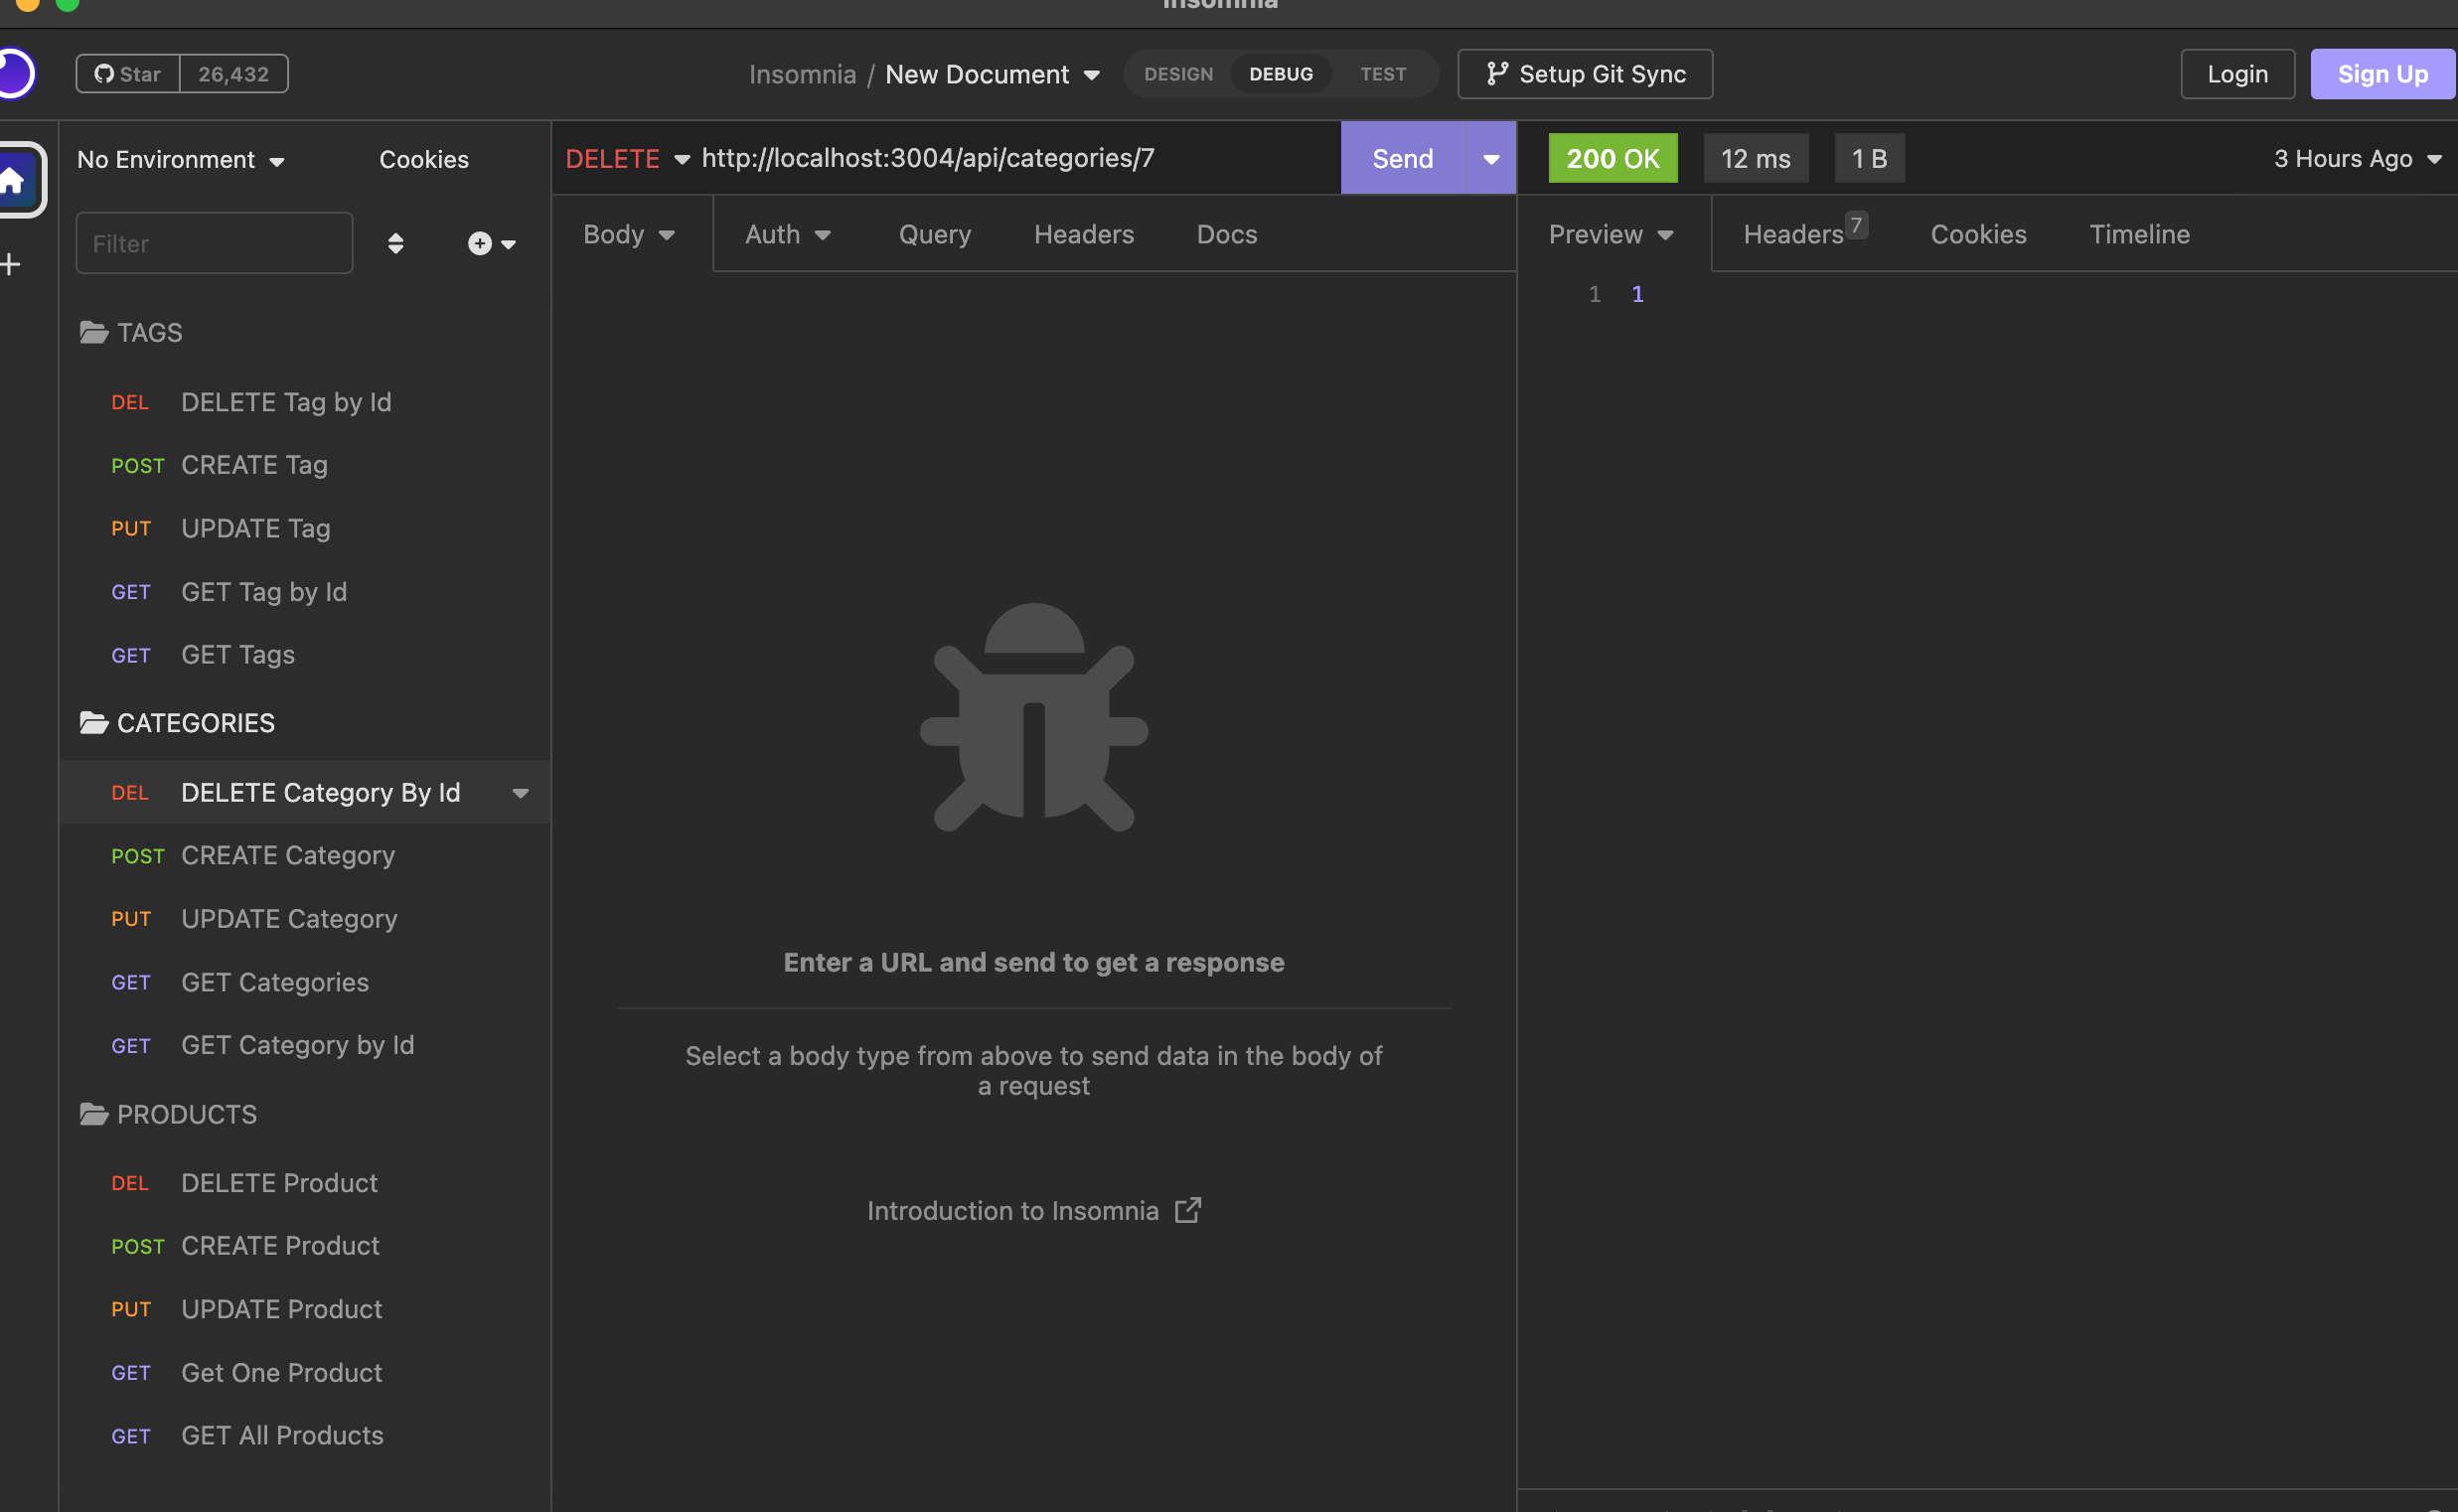 Insomnia
Star 26,432
Insomnia / New Document
DESIGN DEBUG TEST
Setup Git Sync
Login
Sign Up
No Environment
Cookies
Filter
TAGS
DEL DELETE Tag by Id
POST CREATE Tag
PUT UPDATE Tag
GET GET Tag by Id
GET GET Tags
CATEGORIES
DEL DELETE Category By Id
POST CREATE Category
PUT UPDATE Category
GET GET Categories
GET GET Category by Id
PRODUCTS
DEL DELETE Product
POST CREATE Product
PUT UPDATE Product
GET Get One Product
GET GET All Products
DELETE http://localhost:3004/api/categories/7
Send
Body Auth Query Headers Docs
Enter a URL and send to get a response
Select a body type from above to send data in the body of
a request
Introduction to Insomnia
200 OK 12 ms 1 B 3 Hours Ago
Preview Headers 7 Cookies Timeline
1 1